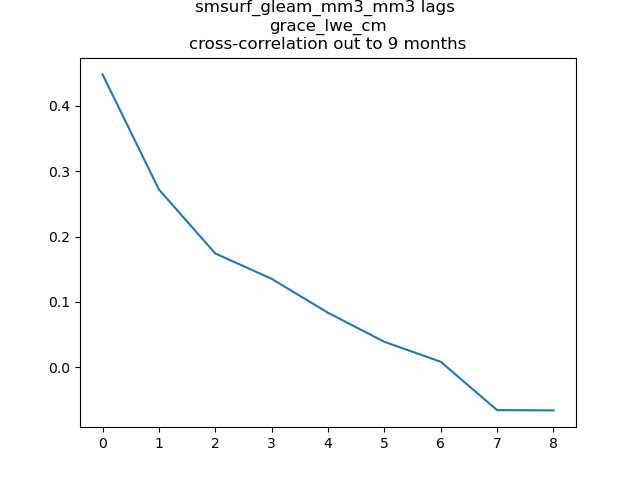 smsurf_gleam_mm3_mm3 lags
grace_lwe_cm
cross-correlation out to 9 months
0.4
0.3
0.2
0.1
0.0
0 1 2 3 4 5 6 7 8